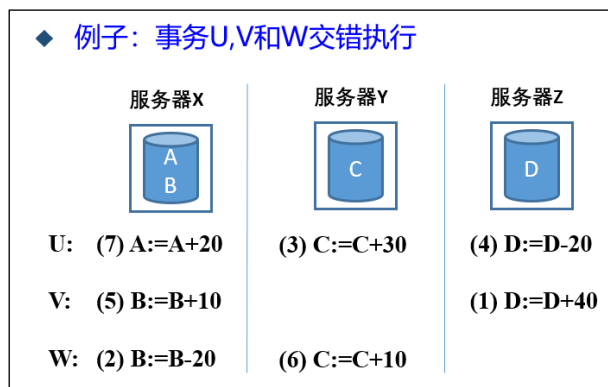 ◆ 例子：事务U,V和W交错执行
服务器X 服务器Y 服务器Z
A
B
C
D
U: (7) A:=A+20 (3) C:=C+30 (4) D:=D-20
V: (5) B:=B+10 (1) D:=D+40
W: (2) B:=B-20 (6) C:=C+10